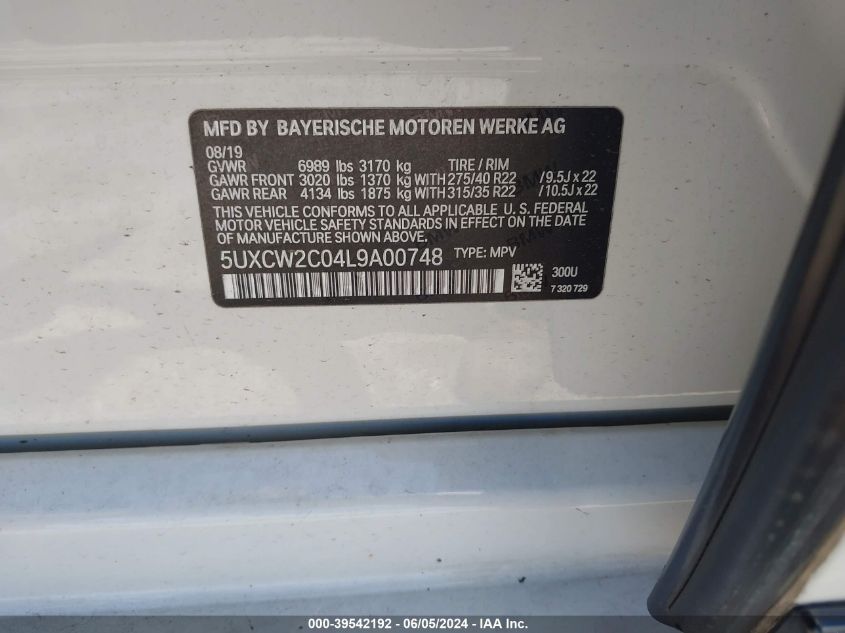 MFD BY BAYERISCHE MOTOREN WERKE AG
08/19
GVWR 6989 lbs 3170 kg TIRE / RIM
GAWR FRONT 3020 lbs 1370 kg WITH 275/40 R22 / 9.5J x 22
GAWR REAR 4134 lbs 1875 kg WITH 315/35 R22 / 10.5J x 22
THIS VEHICLE CONFORMS TO ALL APPLICABLE U. S. FEDERAL
MOTOR VEHICLE SAFETY STANDARDS IN EFFECT ON THE DATE
OF MANUFACTURE SHOWN ABOVE.
5UXCW2C04L9A00748 TYPE: MPV
300U
7 320 729
000-39542192 - 06/05/2024 - IAA Inc.